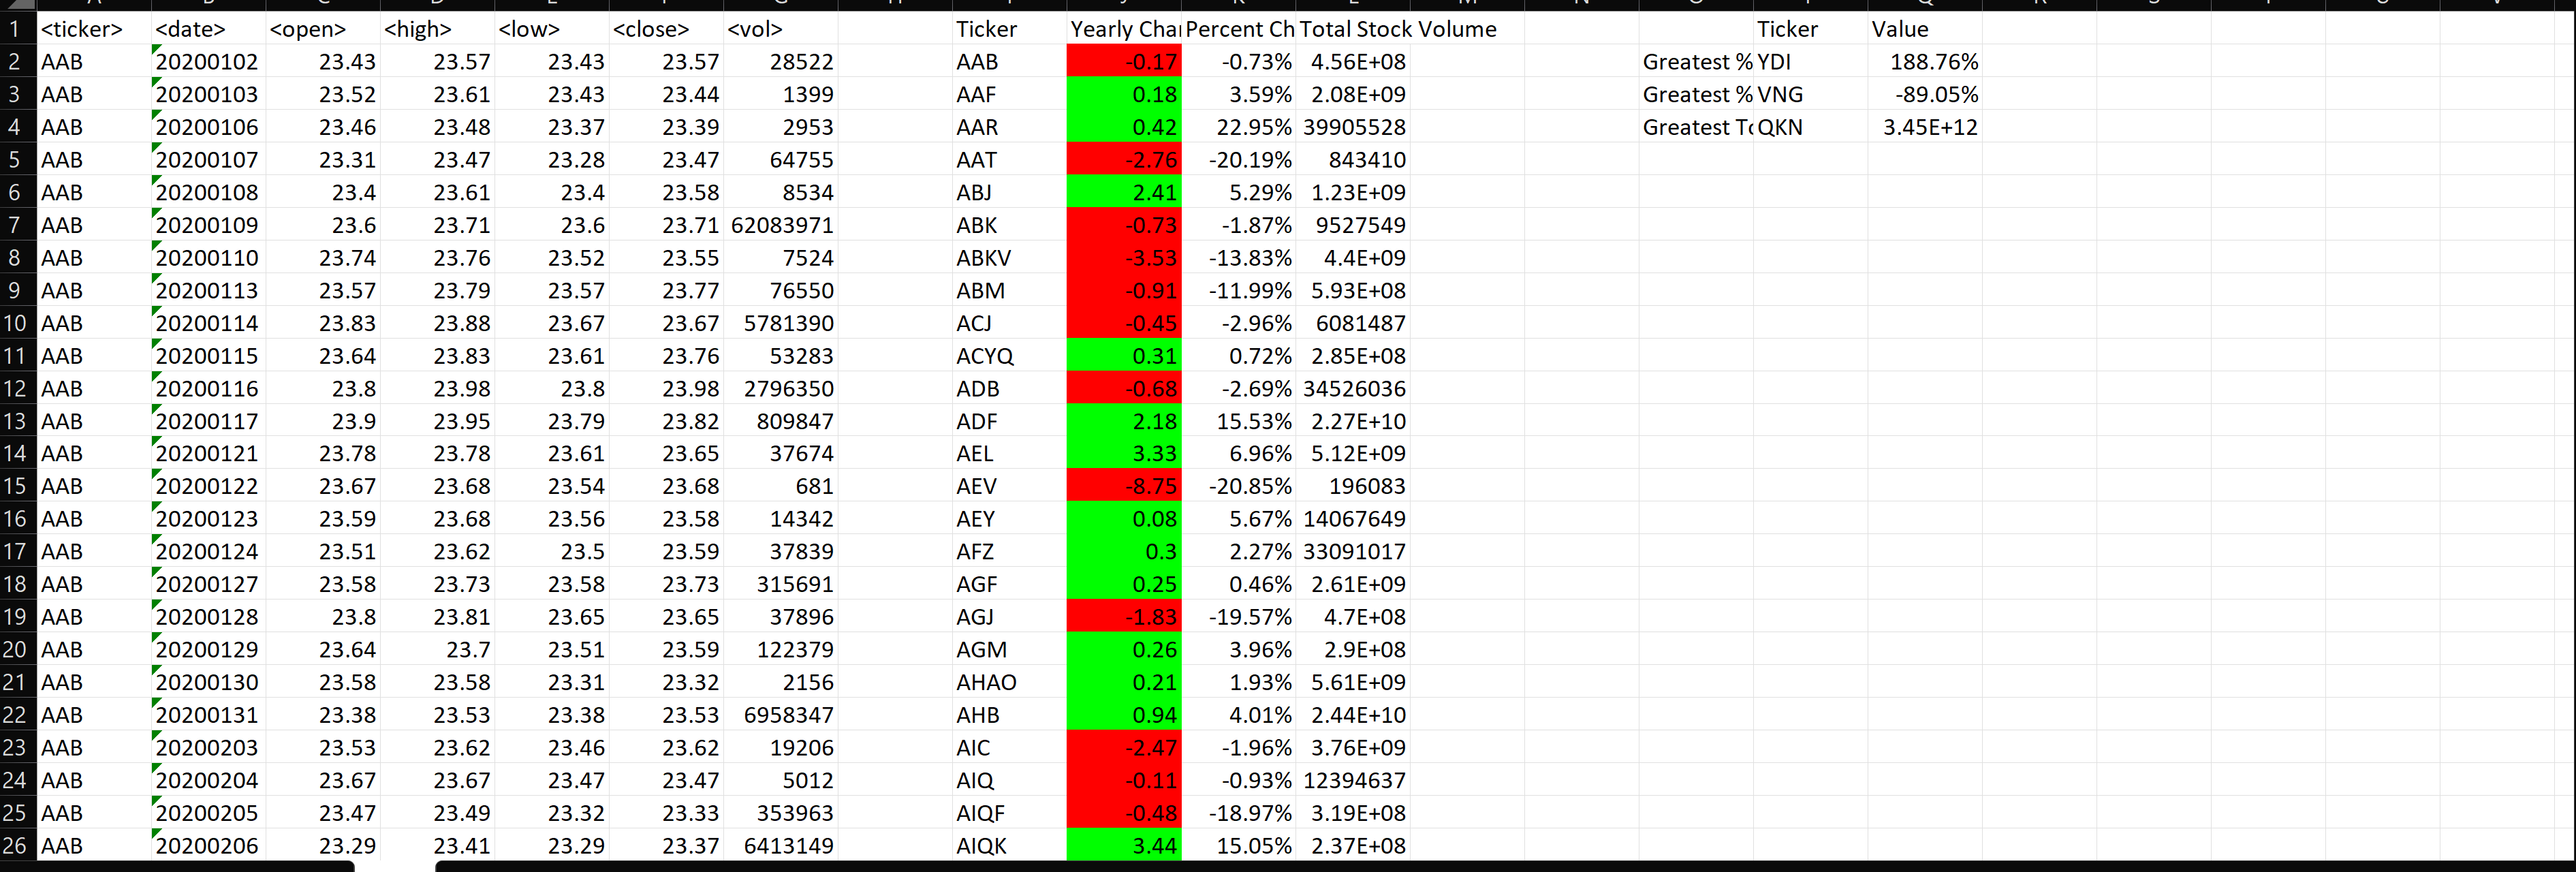 1 <ticker> <date> <open> <high> <low> <close> <vol> Ticker Yearly Cha Percent Ch Total Stock Volume Ticker Value
2 AAB 20200102 23.43 23.57 23.43 23.57 28522 AAB -0.17 -0.73% 4.56E+08 Greatest % YDI 188.76%
3 AAB 20200103 23.52 23.61 23.43 23.44 1399 AAF 0.18 3.59% 2.08E+09 Greatest % VNG -89.05%
4 AAB 20200106 23.46 23.48 23.37 23.39 2953 AAR 0.42 22.95% 39905528 Greatest To QKN 3.45E+12
5 AAB 20200107 23.31 23.47 23.28 23.47 64755 AAT -2.76 -20.19% 843410
6 AAB 20200108 23.4 23.61 23.4 23.58 8534 ABJ 2.41 5.29% 1.23E+09
7 AAB 20200109 23.6 23.71 23.6 23.71 62083971 ABK -0.73 -1.87% 9527549
8 AAB 20200110 23.74 23.76 23.52 23.55 7524 ABKV -3.53 -13.83% 4.4E+09
9 AAB 20200113 23.57 23.79 23.57 23.77 76550 ABM -0.91 -11.99% 5.93E+08
10 AAB 20200114 23.83 23.88 23.67 23.67 5781390 ACJ -0.45 -2.96% 6081487
11 AAB 20200115 23.64 23.83 23.61 23.76 53283 ACYQ 0.31 0.72% 2.85E+08
12 AAB 20200116 23.8 23.98 23.8 23.98 2796350 ADB -0.68 -2.69% 34526036
13 AAB 20200117 23.9 23.95 23.79 23.82 809847 ADF 2.18 15.53% 2.27E+10
14 AAB 20200121 23.78 23.78 23.61 23.65 37674 AEL 3.33 6.96% 5.12E+09
15 AAB 20200122 23.67 23.68 23.54 23.68 681 AEV -8.75 -20.85% 196083
16 AAB 20200123 23.59 23.68 23.56 23.58 14342 AEY 0.08 5.67% 14067649
17 AAB 20200124 23.51 23.62 23.5 23.59 37839 AFZ 0.3 2.27% 33091017
18 AAB 20200127 23.58 23.73 23.58 23.73 315691 AGF 0.25 0.46% 2.61E+09
19 AAB 20200128 23.8 23.81 23.65 23.65 37896 AGJ -1.83 -19.57% 4.7E+08
20 AAB 20200129 23.64 23.7 23.51 23.59 122379 AGM 0.26 3.96% 2.9E+08
21 AAB 20200130 23.58 23.58 23.31 23.32 2156 AHAO 0.21 1.93% 5.61E+09
22 AAB 20200131 23.38 23.53 23.38 23.53 6958347 AHB 0.94 4.01% 2.44E+10
23 AAB 20200203 23.53 23.62 23.46 23.62 19206 AIC -2.47 -1.96% 3.76E+09
24 AAB 20200204 23.67 23.67 23.47 23.47 5012 AIQ -0.11 -0.93% 12394637
25 AAB 20200205 23.47 23.49 23.32 23.33 353963 AIQF -0.48 -18.97% 3.19E+08
26 AAB 20200206 23.29 23.41 23.29 23.37 6413149 AIQK 3.44 15.05% 2.37E+08